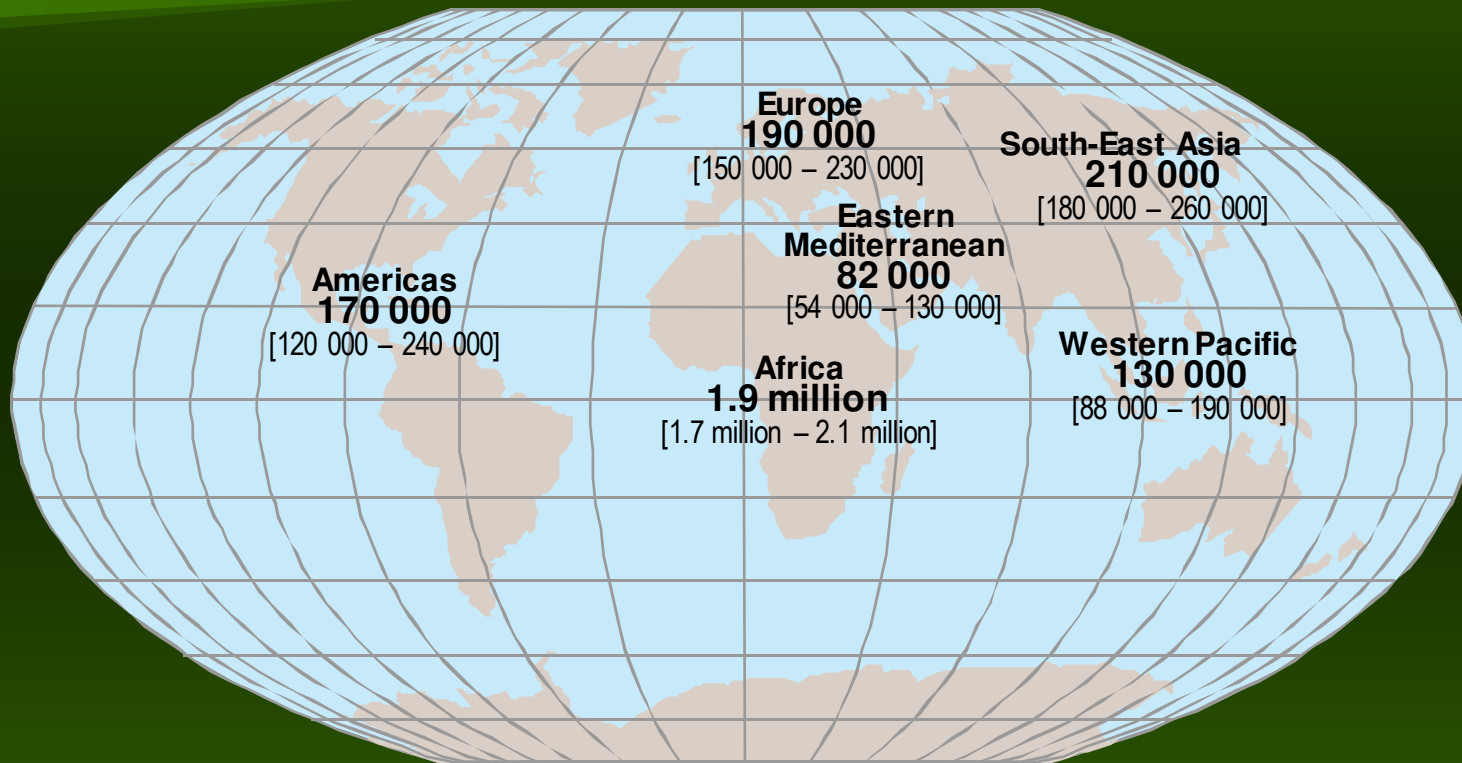 Europe
190 000
[150 000 – 230 000]
South-East Asia
210 000
[180 000 – 260 000]
Eastern
Mediterranean
82 000
[54 000 – 130 000]
Americas
170 000
[120 000 – 240 000]
Western Pacific
130 000
[88 000 – 190 000]
Africa
1.9 million
[1.7 million – 2.1 million]